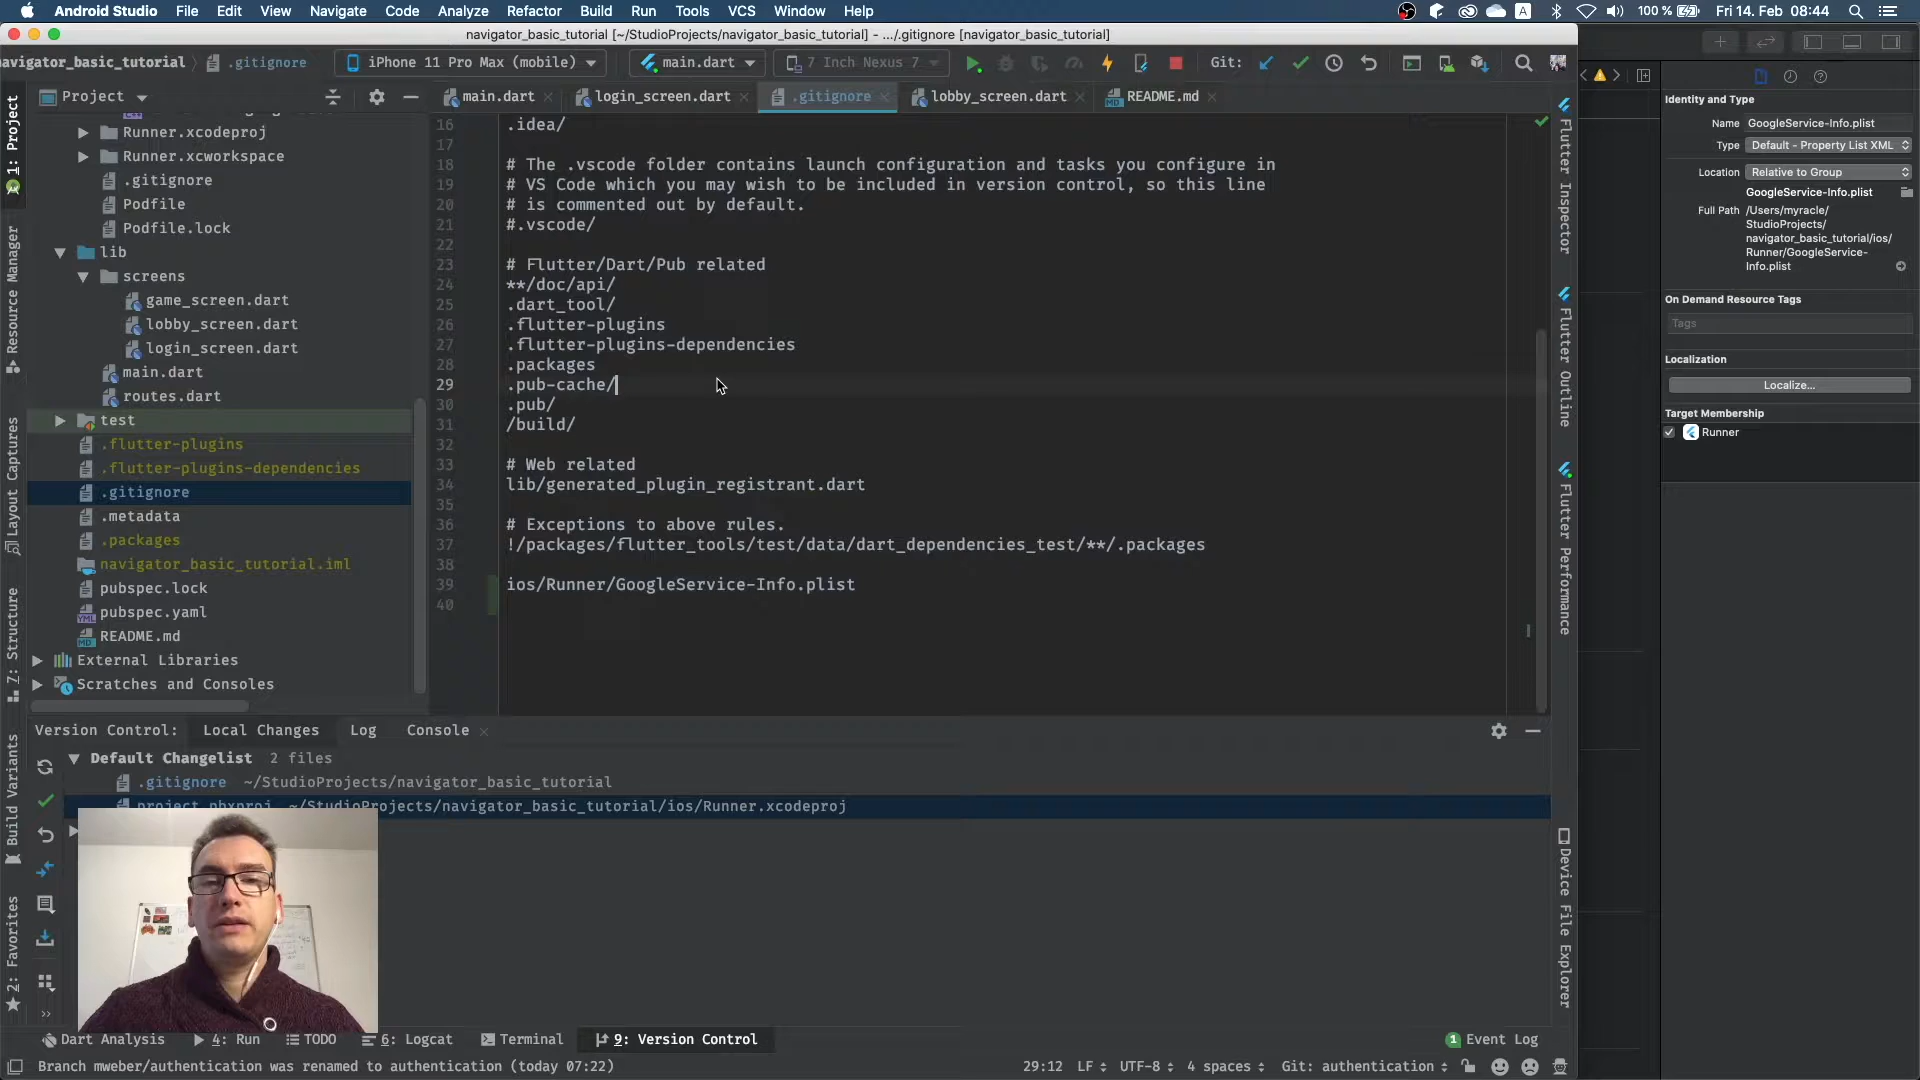 Android Studio File Edit View Navigate Code Analyze Refactor Build Run Tools VCS Window Help
A 100 % Fri 14. Feb 08:44
navigator_basic_tutorial [~/StudioProjects/navigator_basic_tutorial] - .../.gitignore [navigator_basic_tutorial]
avigator_basic_tutorial .gitignore iPhone 11 Pro Max (mobile) main.dart 7 Inch Nexus 7 Git:
1: Project
Resource Manager
Layout Captures
Z: Structure
Build Variants
2: Favorites
Project
Runner.xcodeproj
Runner.xcworkspace
.gitignore
Podfile
Podfile.lock
lib
screens
game_screen.dart
lobby_screen.dart
login_screen.dart
main.dart
routes.dart
test
.flutter-plugins
.flutter-plugins-dependencies
.gitignore
.metadata
.packages
navigator_basic_tutorial.iml
pubspec.lock
pubspec.yaml
README.md
External Libraries
Scratches and Consoles
main.dart login_screen.dart .gitignore lobby_screen.dart README.md
16 .idea/
17
18 # The .vscode folder contains launch configuration and tasks you configure in
19 # VS Code which you may wish to be included in version control, so this line
20 # is commented out by default.
21 #.vscode/
22
23 # Flutter/Dart/Pub related
24 **/doc/api/
25 .dart_tool/
26 .flutter-plugins
27 .flutter-plugins-dependencies
28 .packages
29 .pub-cache/
30 .pub/
31 /build/
32
33 # Web related
34 lib/generated_plugin_registrant.dart
35
36 # Exceptions to above rules.
37 !/packages/flutter_tools/test/data/dart_dependencies_test/**/.packages
38
39 ios/Runner/GoogleService-Info.plist
40
Flutter Inspector
Flutter Outline
Flutter Performance
Device File Explorer
Identity and Type
Name GoogleService-Info.plist
Type Default - Property List XML
Location Relative to Group
GoogleService-Info.plist
Full Path /Users/myracle/
StudioProjects/
navigator_basic_tutorial/ios/
Runner/GoogleService-
Info.plist
On Demand Resource Tags
Tags
Localization
Localize...
Target Membership
Runner
Version Control: Local Changes Log Console
Default Changelist 2 files
.gitignore ~/StudioProjects/navigator_basic_tutorial
project.pbxproj ~/StudioProjects/navigator_basic_tutorial/ios/Runner.xcodeproj
Dart Analysis 4: Run TODO 6: Logcat Terminal 9: Version Control 1 Event Log
Branch mweber/authentication was renamed to authentication (today 07:22) 29:12 LF UTF-8 4 spaces Git: authentication